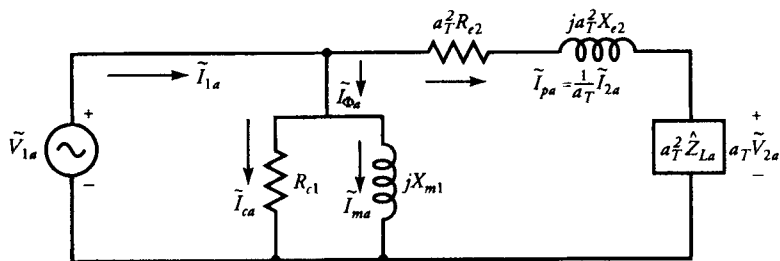 a_T^2 R_e2
ja_T^2 X_e2
Ĩ_1a
Ĩ_Φa
Ĩ_pa = 1/a_T Ĩ_2a
+
Ṽ_1a
−
R_c1
Ĩ_ca
jX_m1
Ĩ_ma
a_T^2 Ẑ_La
+
a_T Ṽ_2a
−